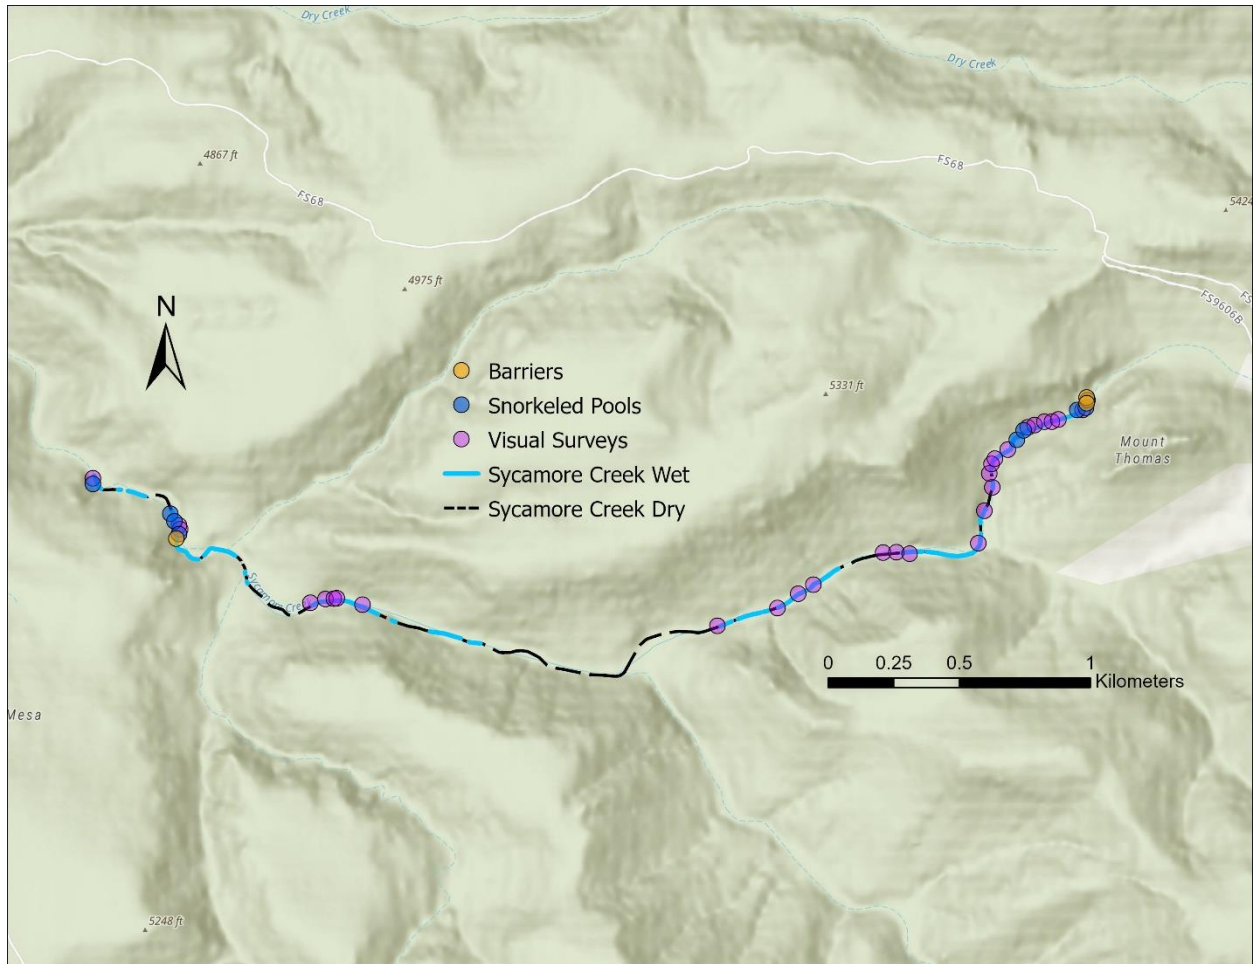 Dry Creek
Dry Creek
4867 ft
FS68
FS68
5424
4975 ft
FS9606B
FS
N
Barriers
5331 ft
Snorkeled Pools
Visual Surveys
Mount
Thomas
Sycamore Creek Wet
Sycamore Creek Dry
Sycamore Cree
0 0.25 0.5 1
Kilometers
Mesa
5248 ft